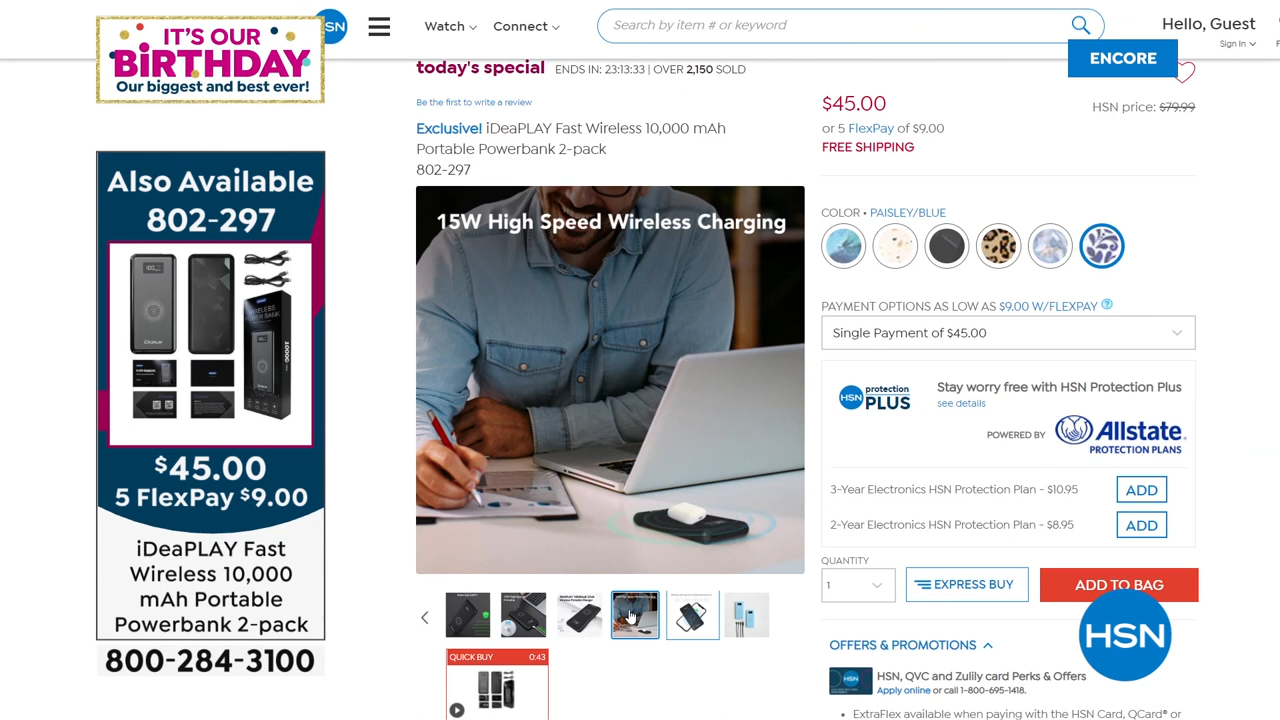 IT'S OUR
BiRTHDAY
Our biggest and best ever!
Watch
Connect
Search by item # or keyword
Hello, Guest
Sign In
ENCORE
today's special ENDS IN: 23:13:33 | OVER 2,150 SOLD
Be the first to write a review
Exclusive! iDeaPLAY Fast Wireless 10,000 mAh
Portable Powerbank 2-pack
802-297
$45.00
HSN price: $79.99
or 5 FlexPay of $9.00
FREE SHIPPING
Also Available
802-297
iDEAPLAY
10000
$45.00
5 FlexPay $9.00
iDeaPLAY Fast
Wireless 10,000
mAh Portable
Powerbank 2-pack
800-284-3100
15W High Speed Wireless Charging
COLOR • PAISLEY/BLUE
PAYMENT OPTIONS AS LOW AS $9.00 W/FLEXPAY ?
Single Payment of $45.00
HSN protection PLUS
Stay worry free with HSN Protection Plus
see details
POWERED BY Allstate
PROTECTION PLANS
3-Year Electronics HSN Protection Plan - $10.95 ADD
2-Year Electronics HSN Protection Plan - $8.95 ADD
QUANTITY
1
EXPRESS BUY
ADD TO BAG
HSN
QUICK BUY 0:43
OFFERS & PROMOTIONS
HSN, QVC and Zulily card Perks & Offers
Apply online or call 1-800-695-1418.
• ExtraFlex available when paying with the HSN Card, QCard® or